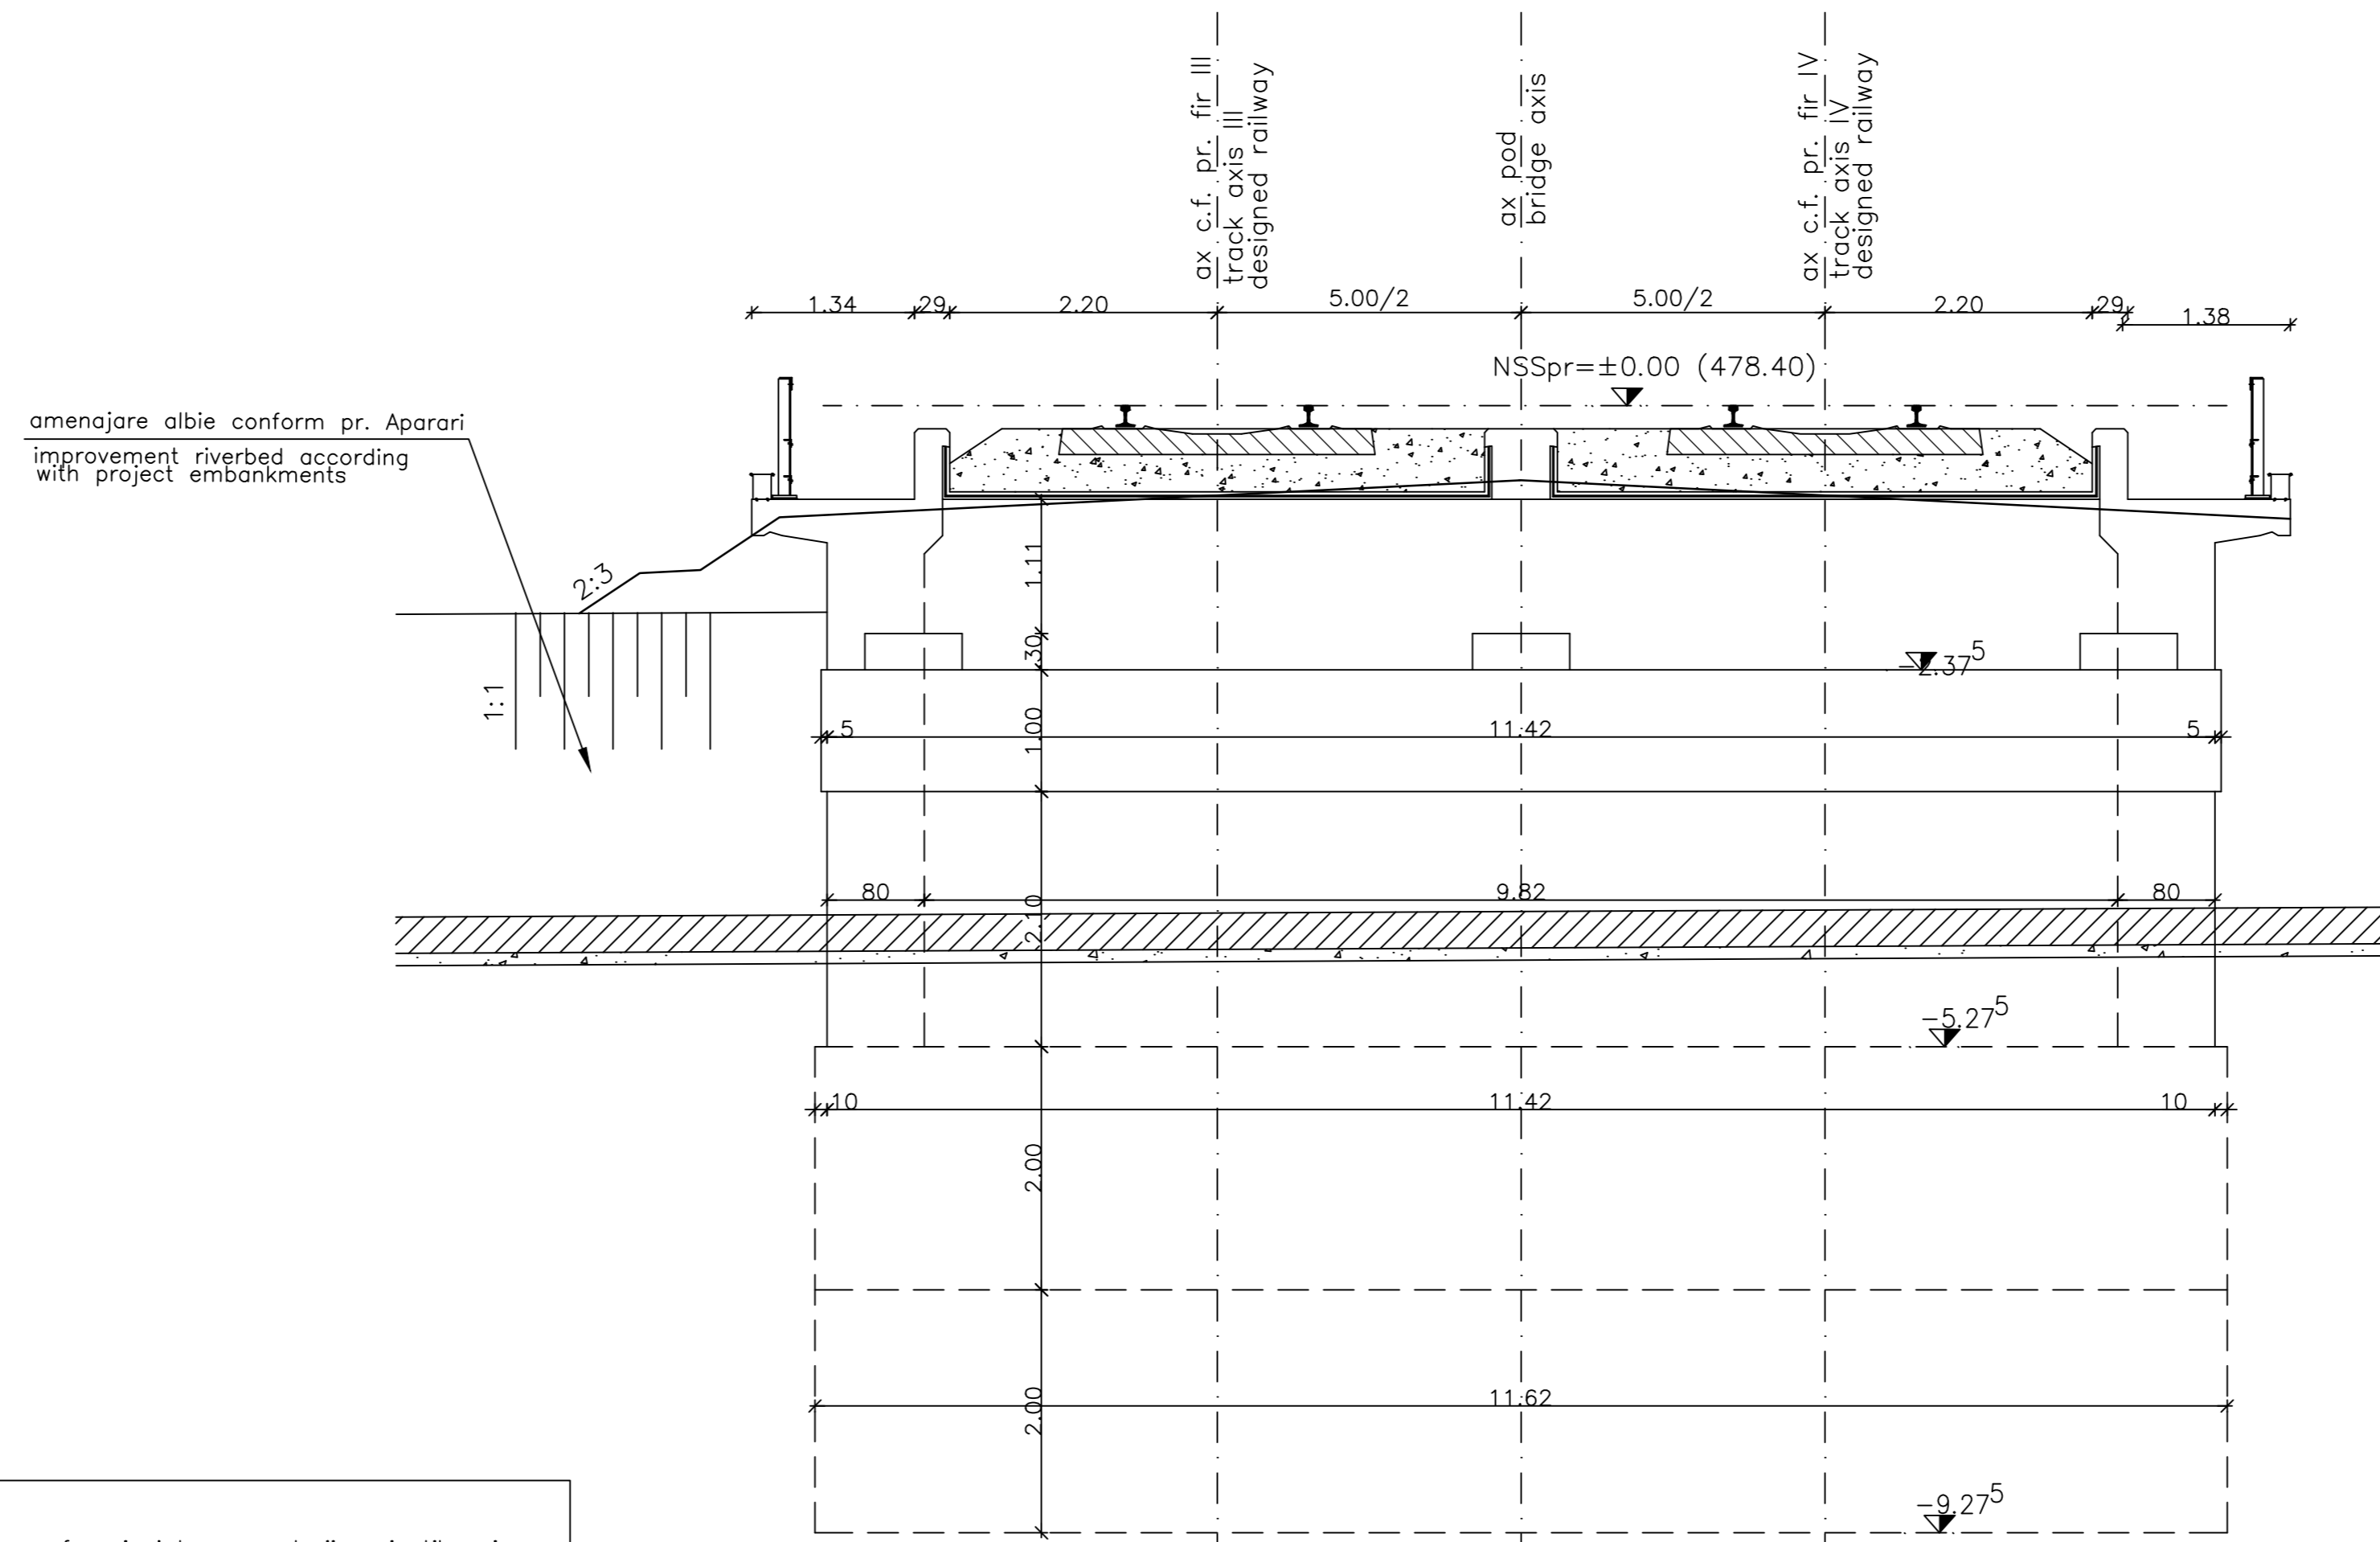 ax c.f. pr. fir III
track axis III
designed railway
ax pod
bridge axis
ax c.f. pr. fir IV
track axis IV
designed railway
1.34
29
2.20
5.00/2
5.00/2
2.20
29
1.38
NSSpr=±0.00 (478.40)
amenajare albie conform pr. Aparari
improvement riverbed according
with project embankments
2:3
1.11
30
-2.37⁵
1:1
1.00
5
11.42
5
80
9.82
80
2.10
-5.27⁵
10
11.42
10
2.00
11.62
2.00
-9.27⁵